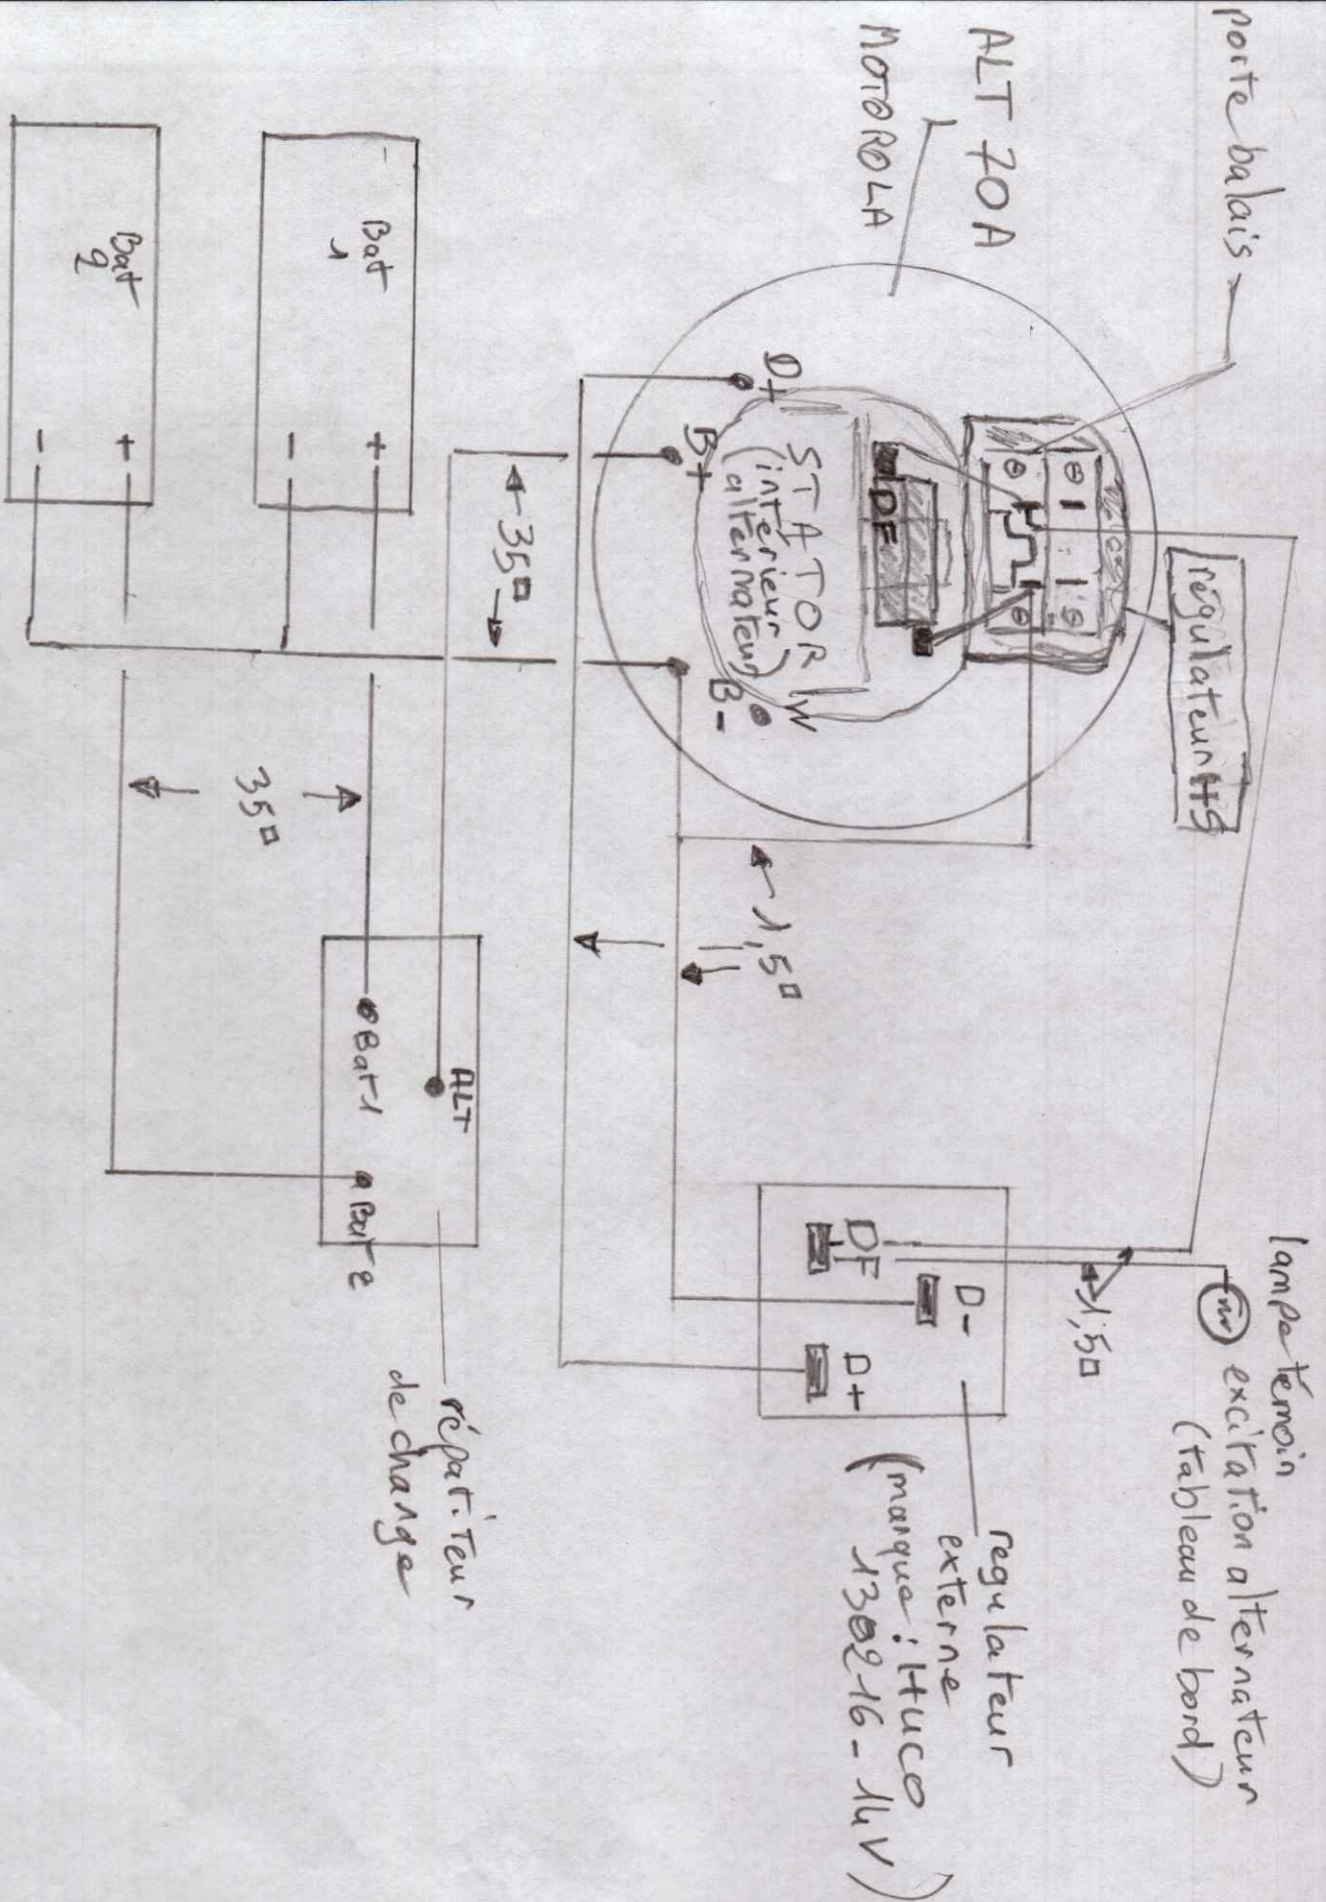 porte balais
ALT 70A
MOTOROLA
régulateur HS
D+
B+
DF
STATOR
(intérieur
alternateur)
W
B-
Bat
1
+
-
Bat
2
+
-
35
35
1,5
1,5
ALT
Bat 1
Bat 2
répatiteur
de charge
DF
D-
D+
lampe témoin
excitation alternateur
(tableau de bord)
regulateur
externe
(marque : HUCO
130216 - 14V)